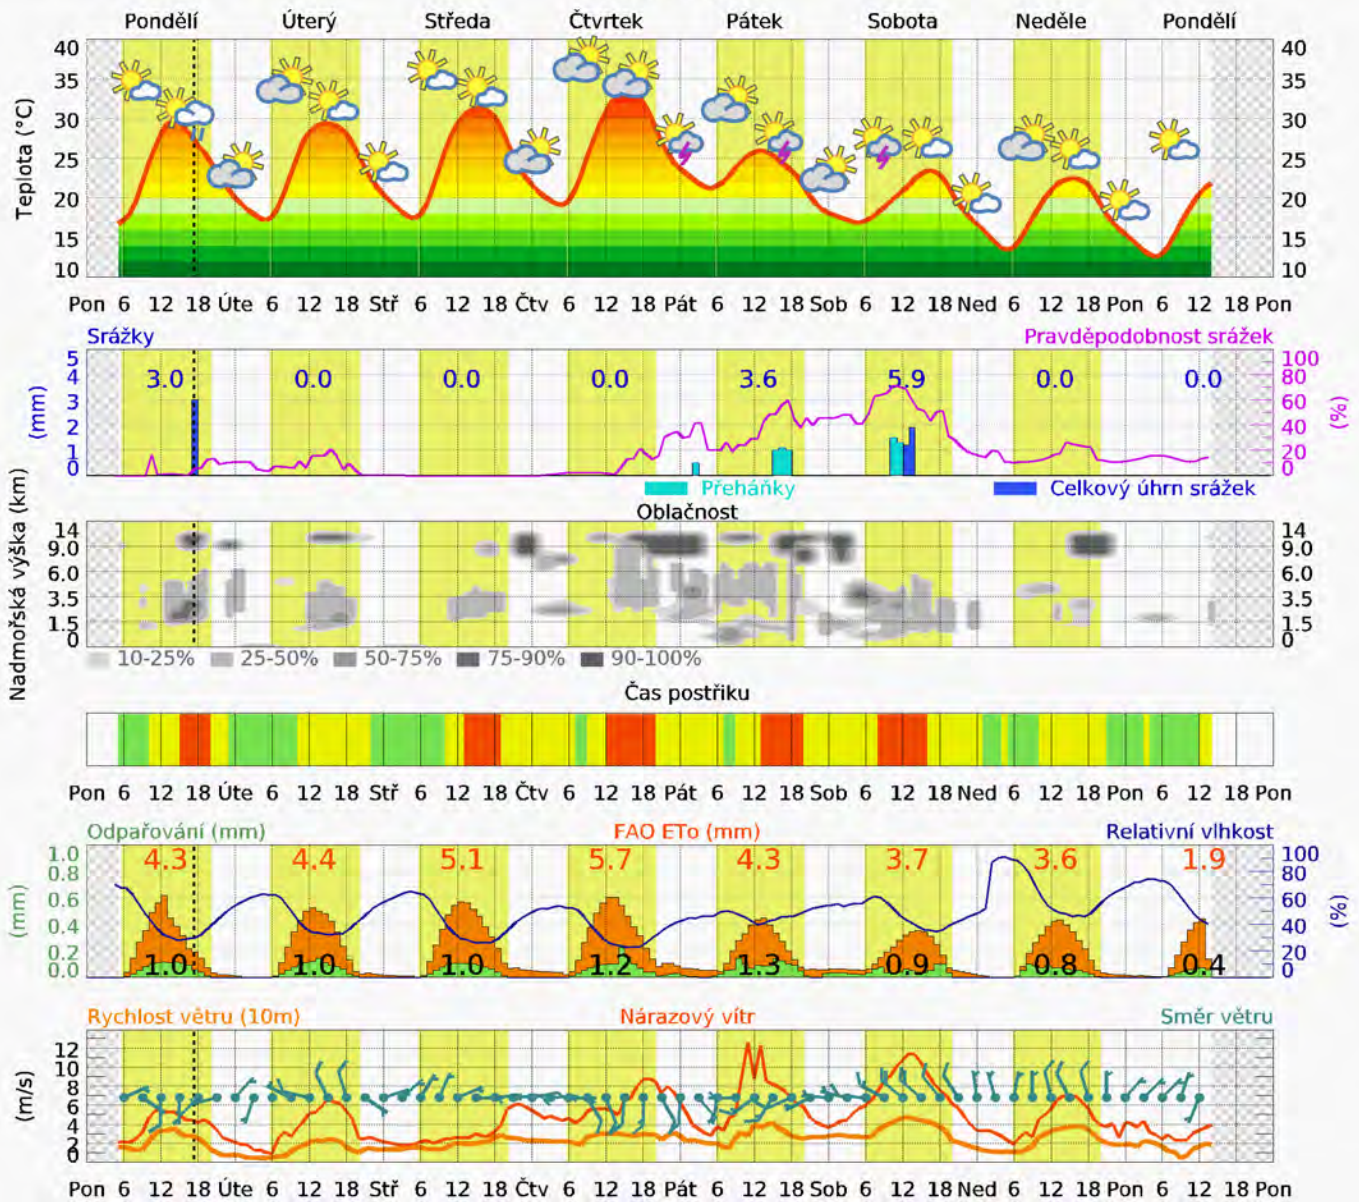 Pondělí Úterý Středa Čtvrtek Pátek Sobota Neděle Pondělí
40 40
35 35
30 30
25 25
20 20
15 15
10 10
Teplota (°C)
Pon 6 12 18 Úte 6 12 18 Stř 6 12 18 Čtv 6 12 18 Pát 6 12 18 Sob 6 12 18 Ned 6 12 18 Pon 6 12 18 Pon
Srážky Pravděpodobnost srážek
5 100
4 80
3 60
2 40
1 20
0 0
(mm) (%)
3.0 0.0 0.0 0.0 3.6 5.9 0.0 0.0
Přeháňky Celkový úhrn srážek
Oblačnost
Nadmořská výška (km)
14 14
9.0 9.0
6.0 6.0
3.5 3.5
1.5 1.5
0 0
10-25% 25-50% 50-75% 75-90% 90-100%
Čas postřiku
Pon 6 12 18 Úte 6 12 18 Stř 6 12 18 Čtv 6 12 18 Pát 6 12 18 Sob 6 12 18 Ned 6 12 18 Pon 6 12 18 Pon
Odpařování (mm) FAO ETo (mm) Relativní vlhkost
1.0 100
0.8 80
0.6 60
0.4 40
0.2 20
0.0 0
(mm) (%)
4.3 4.4 5.1 5.7 4.3 3.7 3.6 1.9
1.0 1.0 1.0 1.2 1.3 0.9 0.8 0.4
Rychlost větru (10m) Nárazový vítr Směr větru
12
10
8
6
4
2
0
(m/s)
Pon 6 12 18 Úte 6 12 18 Stř 6 12 18 Čtv 6 12 18 Pát 6 12 18 Sob 6 12 18 Ned 6 12 18 Pon 6 12 18 Pon